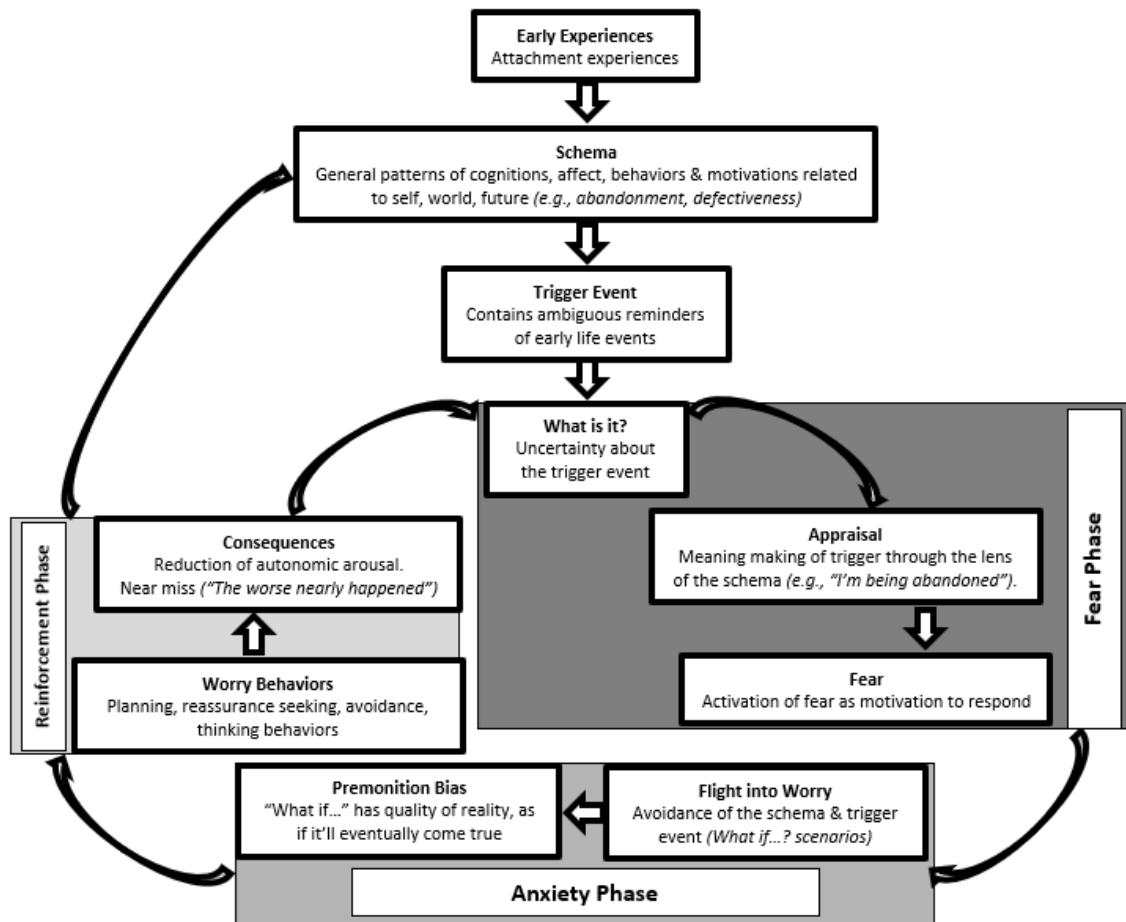 Early Experiences
Attachment experiences
Schema
General patterns of cognitions, affect, behaviors & motivations related
to self, world, future (e.g., abandonment, defectiveness)
Trigger Event
Contains ambiguous reminders
of early life events
What is it?
Uncertainty about
the trigger event
Appraisal
Meaning making of trigger through the lens
of the schema (e.g., “I’m being abandoned”).
Fear
Activation of fear as motivation to respond
Fear Phase
Flight into Worry
Avoidance of the schema & trigger
event (What if...? scenarios)
Premonition Bias
“What if...” has quality of reality, as
if it’ll eventually come true
Anxiety Phase
Worry Behaviors
Planning, reassurance seeking, avoidance,
thinking behaviors
Consequences
Reduction of autonomic arousal.
Near miss (“The worse nearly happened”)
Reinforcement Phase